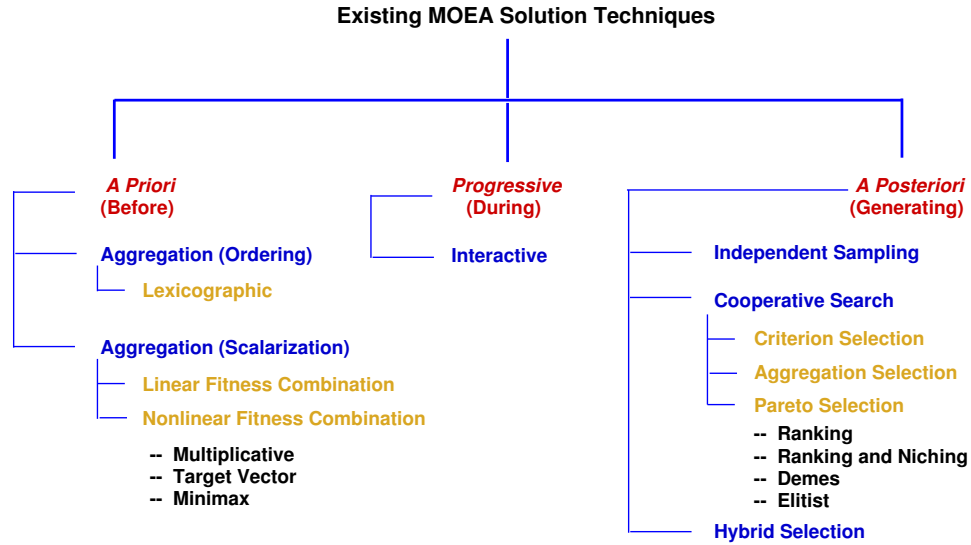 Existing MOEA Solution Techniques
A Priori
(Before)
Aggregation (Ordering)
Lexicographic
Aggregation (Scalarization)
Linear Fitness Combination
Nonlinear Fitness Combination
-- Multiplicative
-- Target Vector
-- Minimax
Progressive
(During)
Interactive
A Posteriori
(Generating)
Independent Sampling
Cooperative Search
Criterion Selection
Aggregation Selection
Pareto Selection
-- Ranking
-- Ranking and Niching
-- Demes
-- Elitist
Hybrid Selection